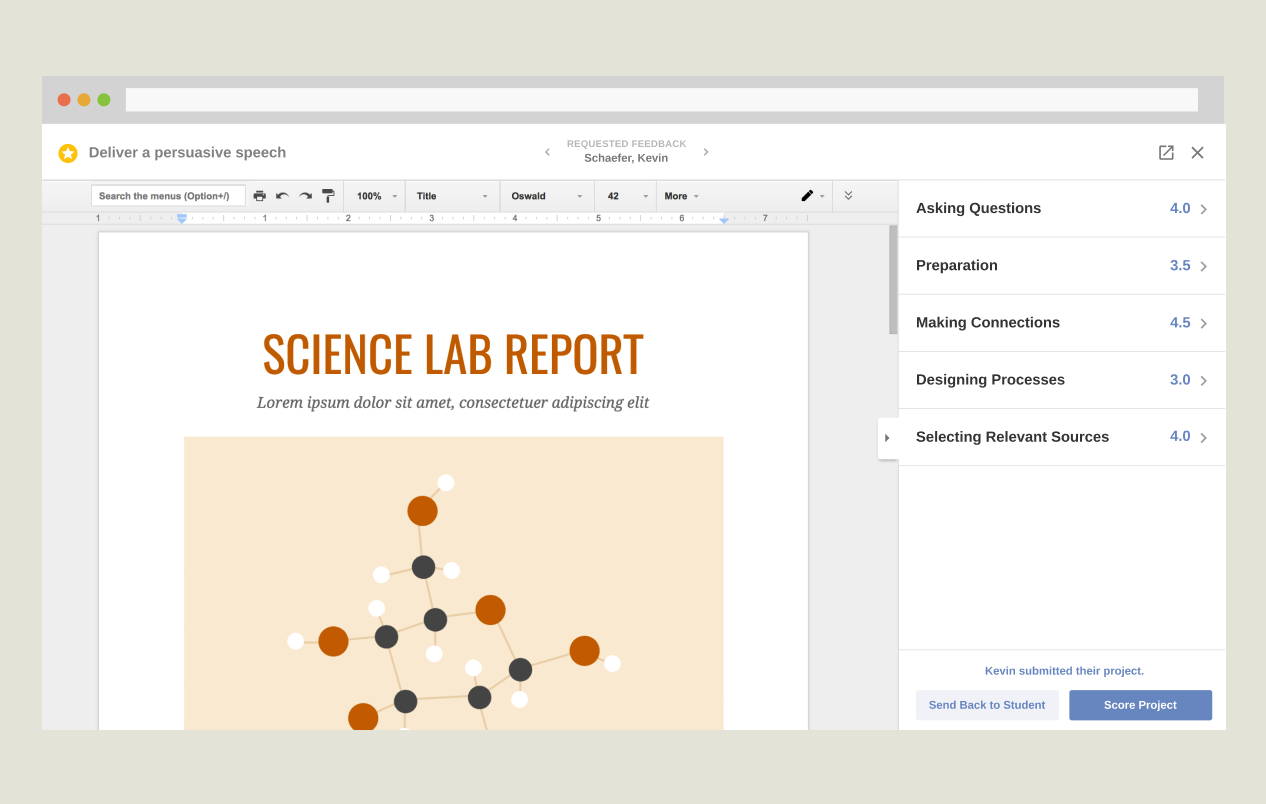 Deliver a persuasive speech
REQUESTED FEEDBACK
Schaefer, Kevin
Search the menus (Option+/)
100%
Title
Oswald
42
More
1 1 2 3 4 5 6 7
SCIENCE LAB REPORT
Lorem ipsum dolor sit amet, consectetuer adipiscing elit
Asking Questions 4.0
Preparation 3.5
Making Connections 4.5
Designing Processes 3.0
Selecting Relevant Sources 4.0
Kevin submitted their project.
Send Back to Student
Score Project